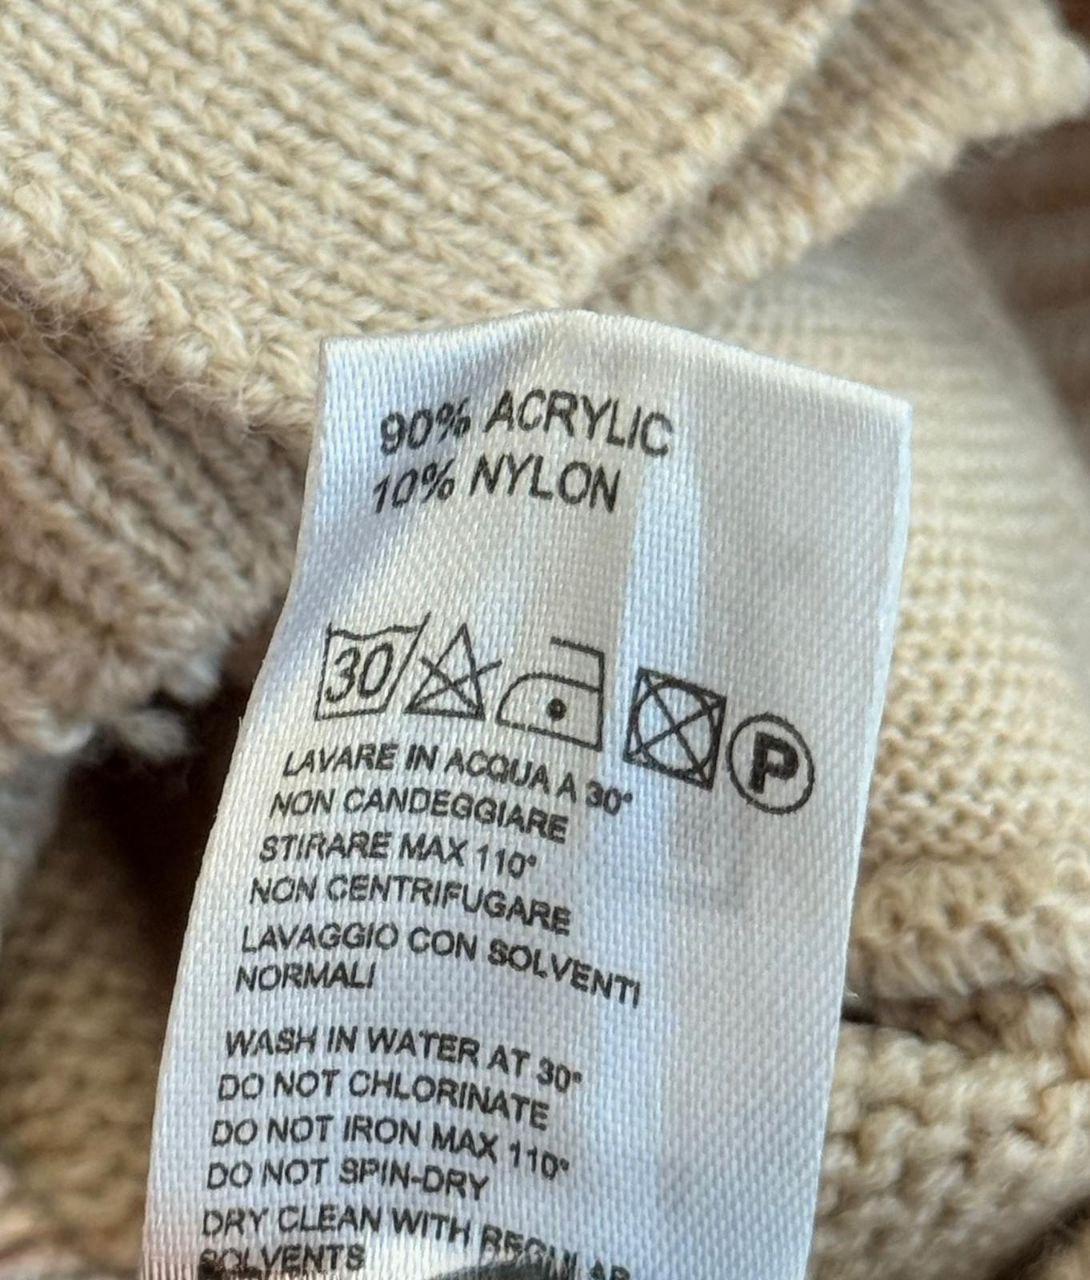 90% ACRYLIC
10% NYLON
30 P
LAVARE IN ACQUA A 30°
NON CANDEGGIARE
STIRARE MAX 110°
NON CENTRIFUGARE
LAVAGGIO CON SOLVENTI
NORMALI
WASH IN WATER AT 30°
DO NOT CHLORINATE
DO NOT IRON MAX 110°
DO NOT SPIN-DRY
DRY CLEAN WITH REGULAR
SOLVENTS